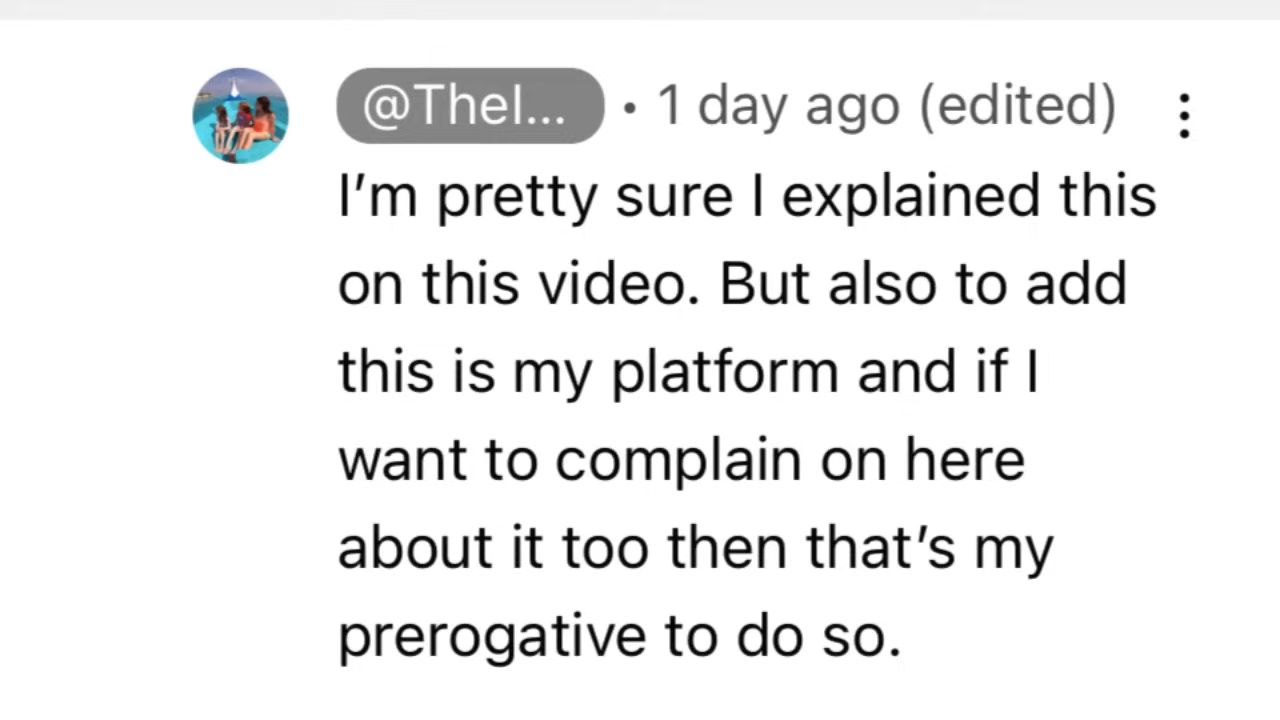 @Thel... • 1 day ago (edited)
I’m pretty sure I explained this
on this video. But also to add
this is my platform and if I
want to complain on here
about it too then that’s my
prerogative to do so.